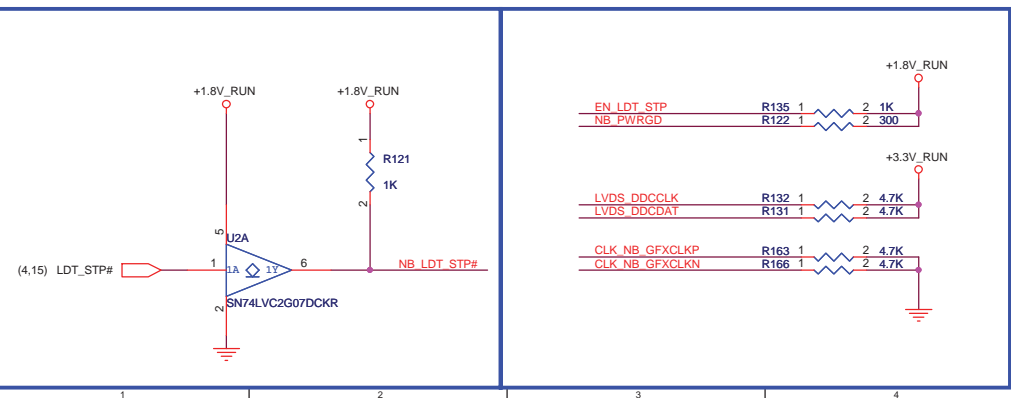 +1.8V_RUN
+1.8V_RUN
1
R121
1K
2
5
U2A
(4,15) LDT_STP#
1
1A 1Y
6
NB_LDT_STP#
2
SN74LVC2G07DCKR
+1.8V_RUN
EN_LDT_STP R135 1 2 1K
NB_PWRGD R122 1 2 300
+3.3V_RUN
LVDS_DDCCLK R132 1 2 4.7K
LVDS_DDCDAT R131 1 2 4.7K
CLK_NB_GFXCLKP R163 1 2 4.7K
CLK_NB_GFXCLKN R166 1 2 4.7K
1 2 3 4